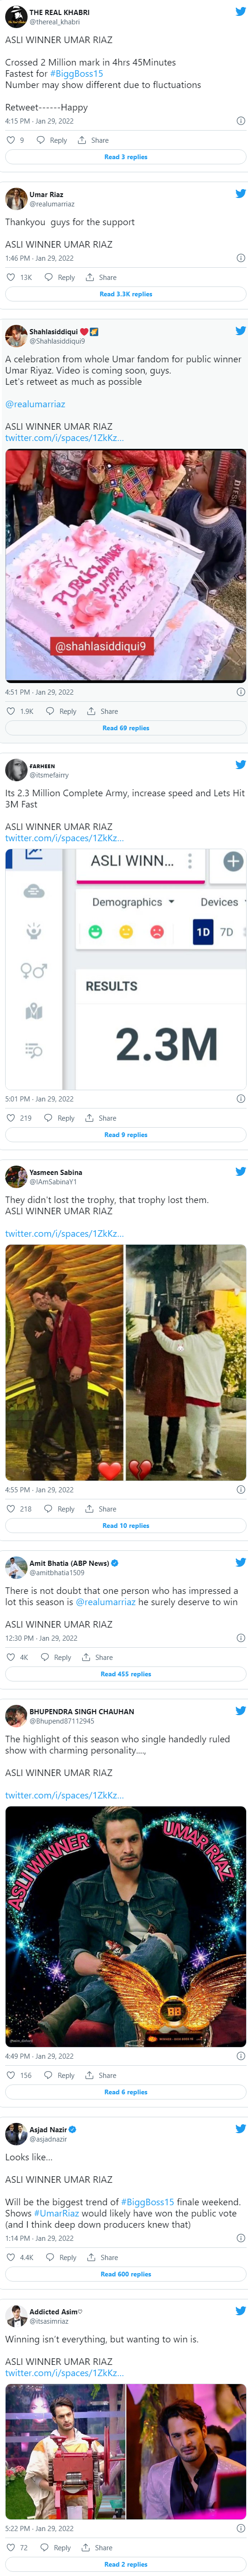 THE REAL KHABRI
@thereal_khabri
ASLI WINNER UMAR RIAZ
Crossed 2 Million mark in 4hrs 45Minutes
Fastest for #BiggBoss15
Number may show different due to fluctuations
Retweet------Happy
4:15 PM · Jan 29, 2022
9 Reply Share
Read 3 replies
Umar Riaz
@realumarriaz
Thankyou guys for the support
ASLI WINNER UMAR RIAZ
1:46 PM · Jan 29, 2022
13K Reply Share
Read 3.3K replies
Shahlasiddiqui
@Shahlasiddiqui9
A celebration from whole Umar fandom for public winner
Umar Riyaz. Video is coming soon, guys.
Let's retweet as much as possible
@realumarriaz
ASLI WINNER UMAR RIAZ
twitter.com/i/spaces/1ZkKz...
PUBLIC WINNER
UMAR
@shahlasiddiqui9
4:51 PM · Jan 29, 2022
1.9K Reply Share
Read 69 replies
ꜰᴀʀʜᴇᴇɴ
@itsmefairry
Its 2.3 Million Complete Army, increase speed and Lets Hit
3M Fast
ASLI WINNER UMAR RIAZ
twitter.com/i/spaces/1ZkKz...
ASLI WINN...
Demographics Devices
1D 7D
RESULTS
2.3M
5:01 PM · Jan 29, 2022
219 Reply Share
Read 9 replies
Yasmeen Sabina
@IAmSabinaY1
They didn't lost the trophy, that trophy lost them.
ASLI WINNER UMAR RIAZ
twitter.com/i/spaces/1ZkKz...
4:55 PM · Jan 29, 2022
218 Reply Share
Read 10 replies
Amit Bhatia (ABP News)
@amitbhatia1509
There is not doubt that one person who has impressed a
lot this season is @realumarriaz he surely deserve to win
ASLI WINNER UMAR RIAZ
12:30 PM · Jan 29, 2022
4K Reply Share
Read 455 replies
BHUPENDRA SINGH CHAUHAN
@Bhupend87112945
The highlight of this season who single handedly ruled
show with charming personality....,
ASLI WINNER UMAR RIAZ
twitter.com/i/spaces/1ZkKz...
ASLI WINNER
UMAR RIAZ
BB
4:49 PM · Jan 29, 2022
156 Reply Share
Read 6 replies
Asjad Nazir
@asjadnazir
Looks like...
ASLI WINNER UMAR RIAZ
Will be the biggest trend of #BiggBoss15 finale weekend.
Shows #UmarRiaz would likely have won the public vote
(and I think deep down producers knew that)
1:14 PM · Jan 29, 2022
4.4K Reply Share
Read 600 replies
Addicted Asim♡
@itsasimriaz
Winning isn't everything, but wanting to win is.
ASLI WINNER UMAR RIAZ
twitter.com/i/spaces/1ZkKz...
5:22 PM · Jan 29, 2022
72 Reply Share
Read 2 replies